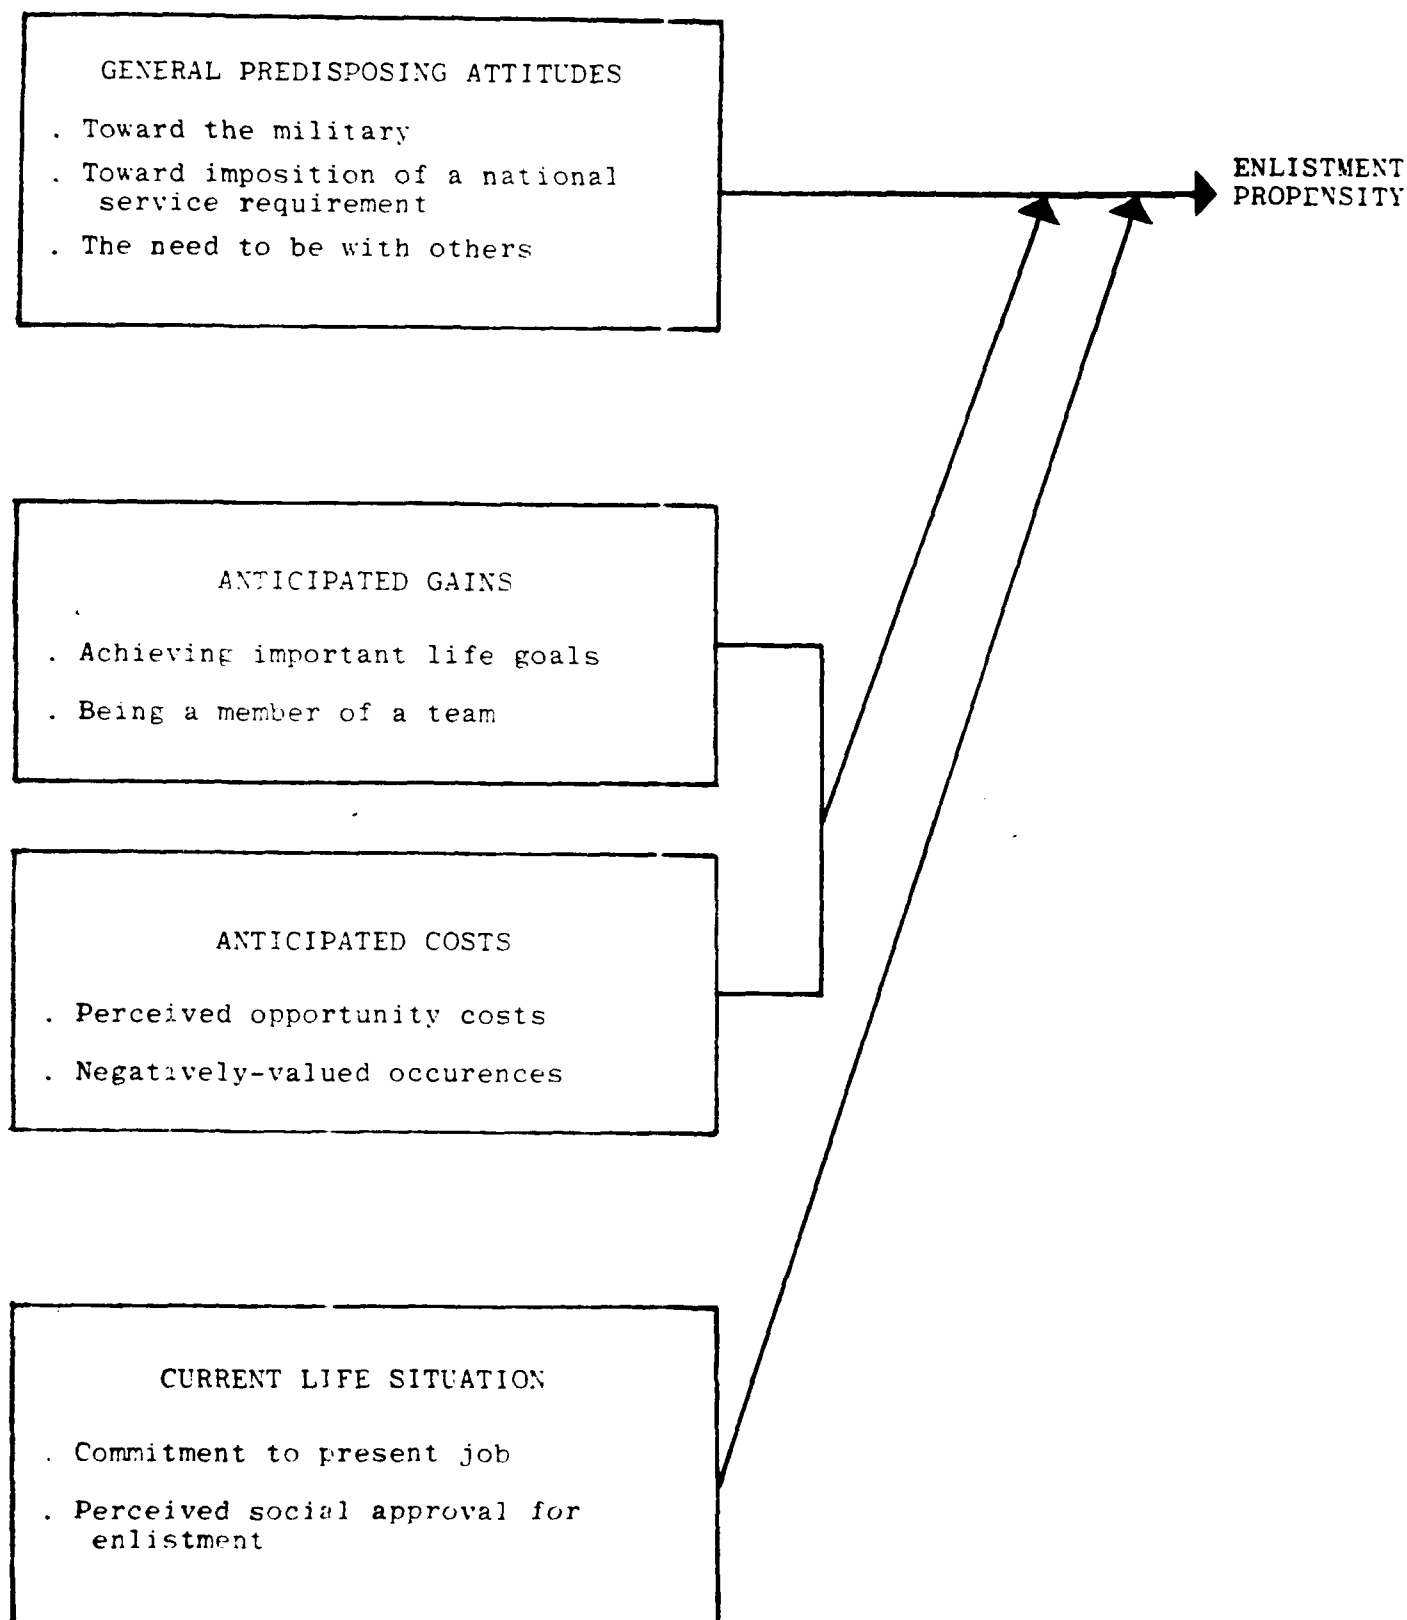 GENERAL PREDISPOSING ATTITUDES
. Toward the military
. Toward imposition of a national
service requirement
. The need to be with others
ENLISTMENT
PROPENSITY
ANTICIPATED GAINS
. Achieving important life goals
. Being a member of a team
ANTICIPATED COSTS
. Perceived opportunity costs
. Negatively-valued occurences
CURRENT LIFE SITUATION
. Commitment to present job
. Perceived social approval for
enlistment